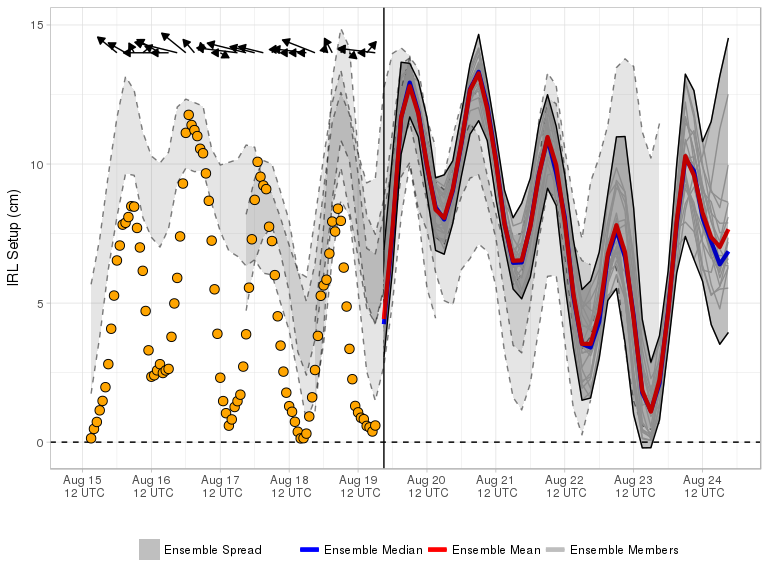 15
10
5
0
IRL Setup (cm)
Aug 15 Aug 16 Aug 17 Aug 18 Aug 19 Aug 20 Aug 21 Aug 22 Aug 23 Aug 24
12 UTC 12 UTC 12 UTC 12 UTC 12 UTC 12 UTC 12 UTC 12 UTC 12 UTC 12 UTC
Ensemble Spread Ensemble Median Ensemble Mean Ensemble Members